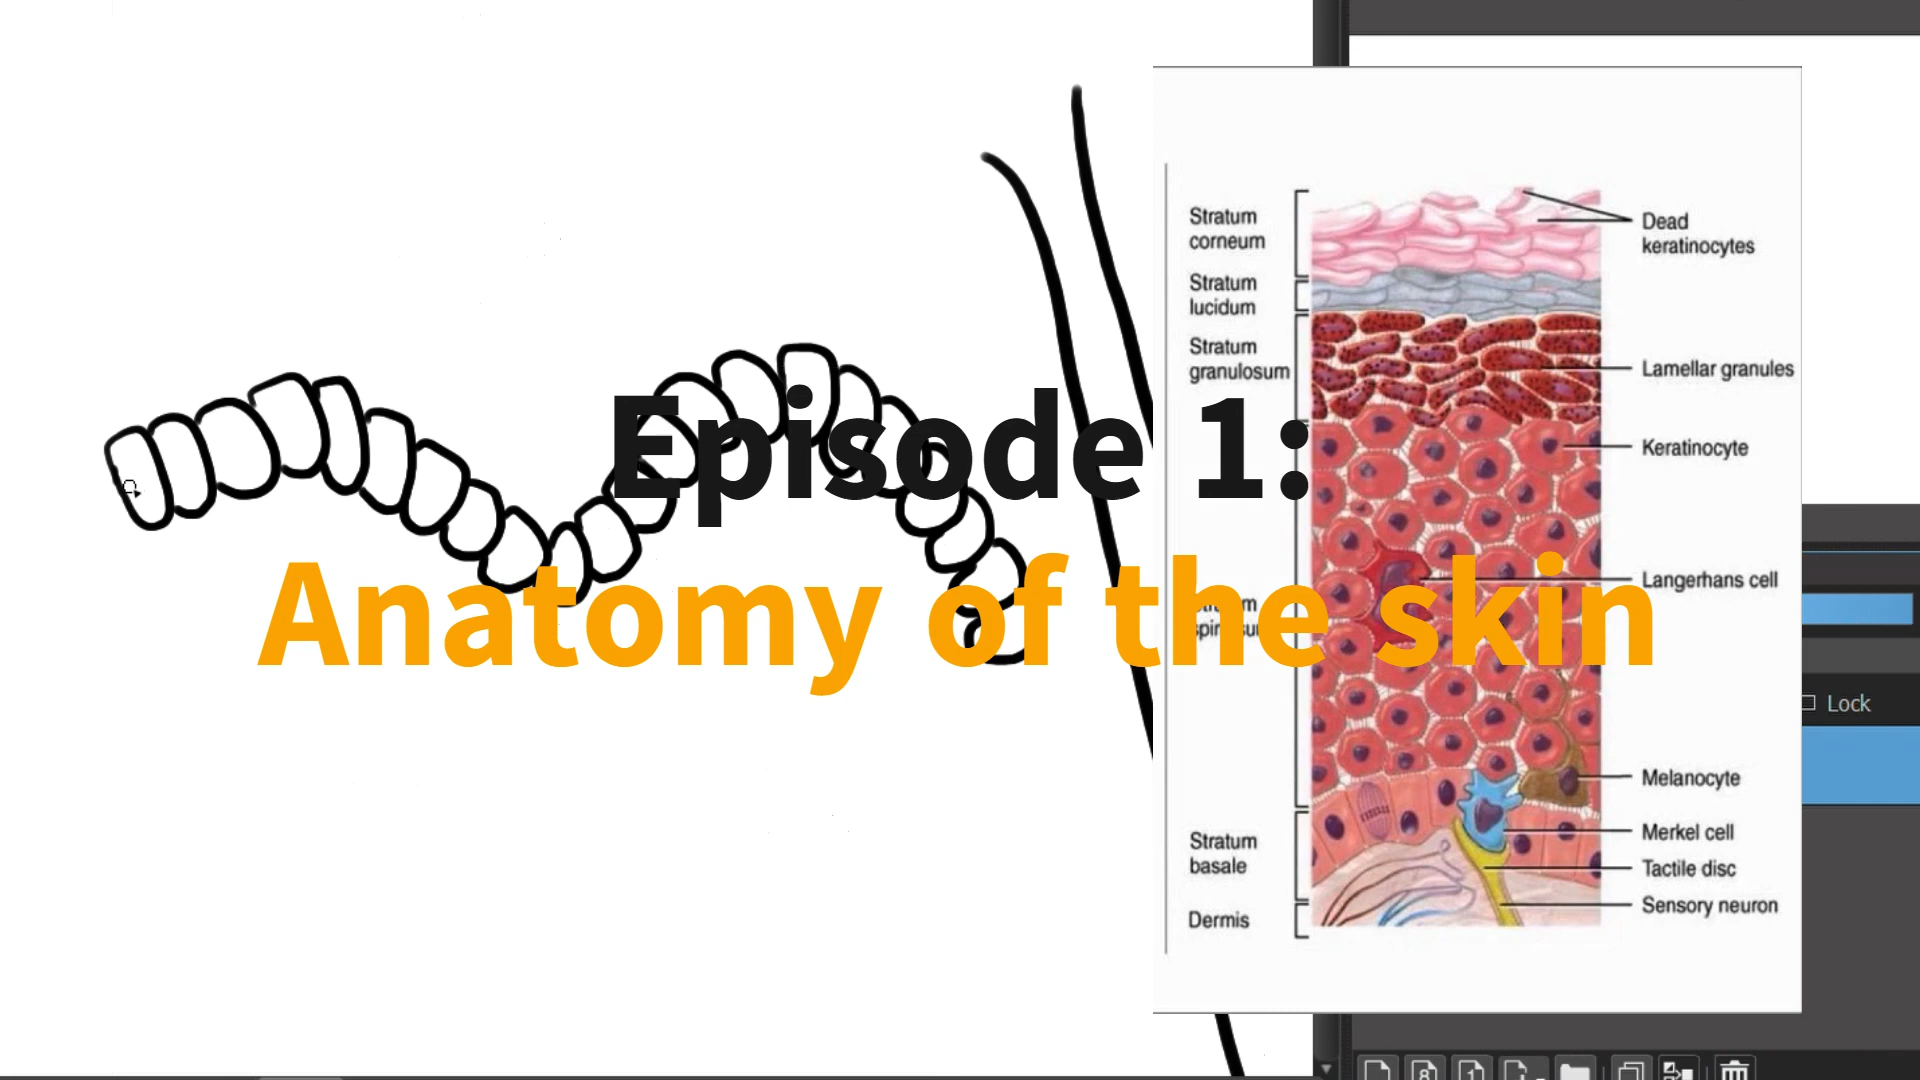 Episode 1:
Anatomy of the skin
Stratum
corneum
Stratum
lucidum
Stratum
granulosum
Stratum
basale
Dermis
Dead
keratinocytes
Lamellar granules
Keratinocyte
Langerhans cell
Melanocyte
Merkel cell
Tactile disc
Sensory neuron
Lock